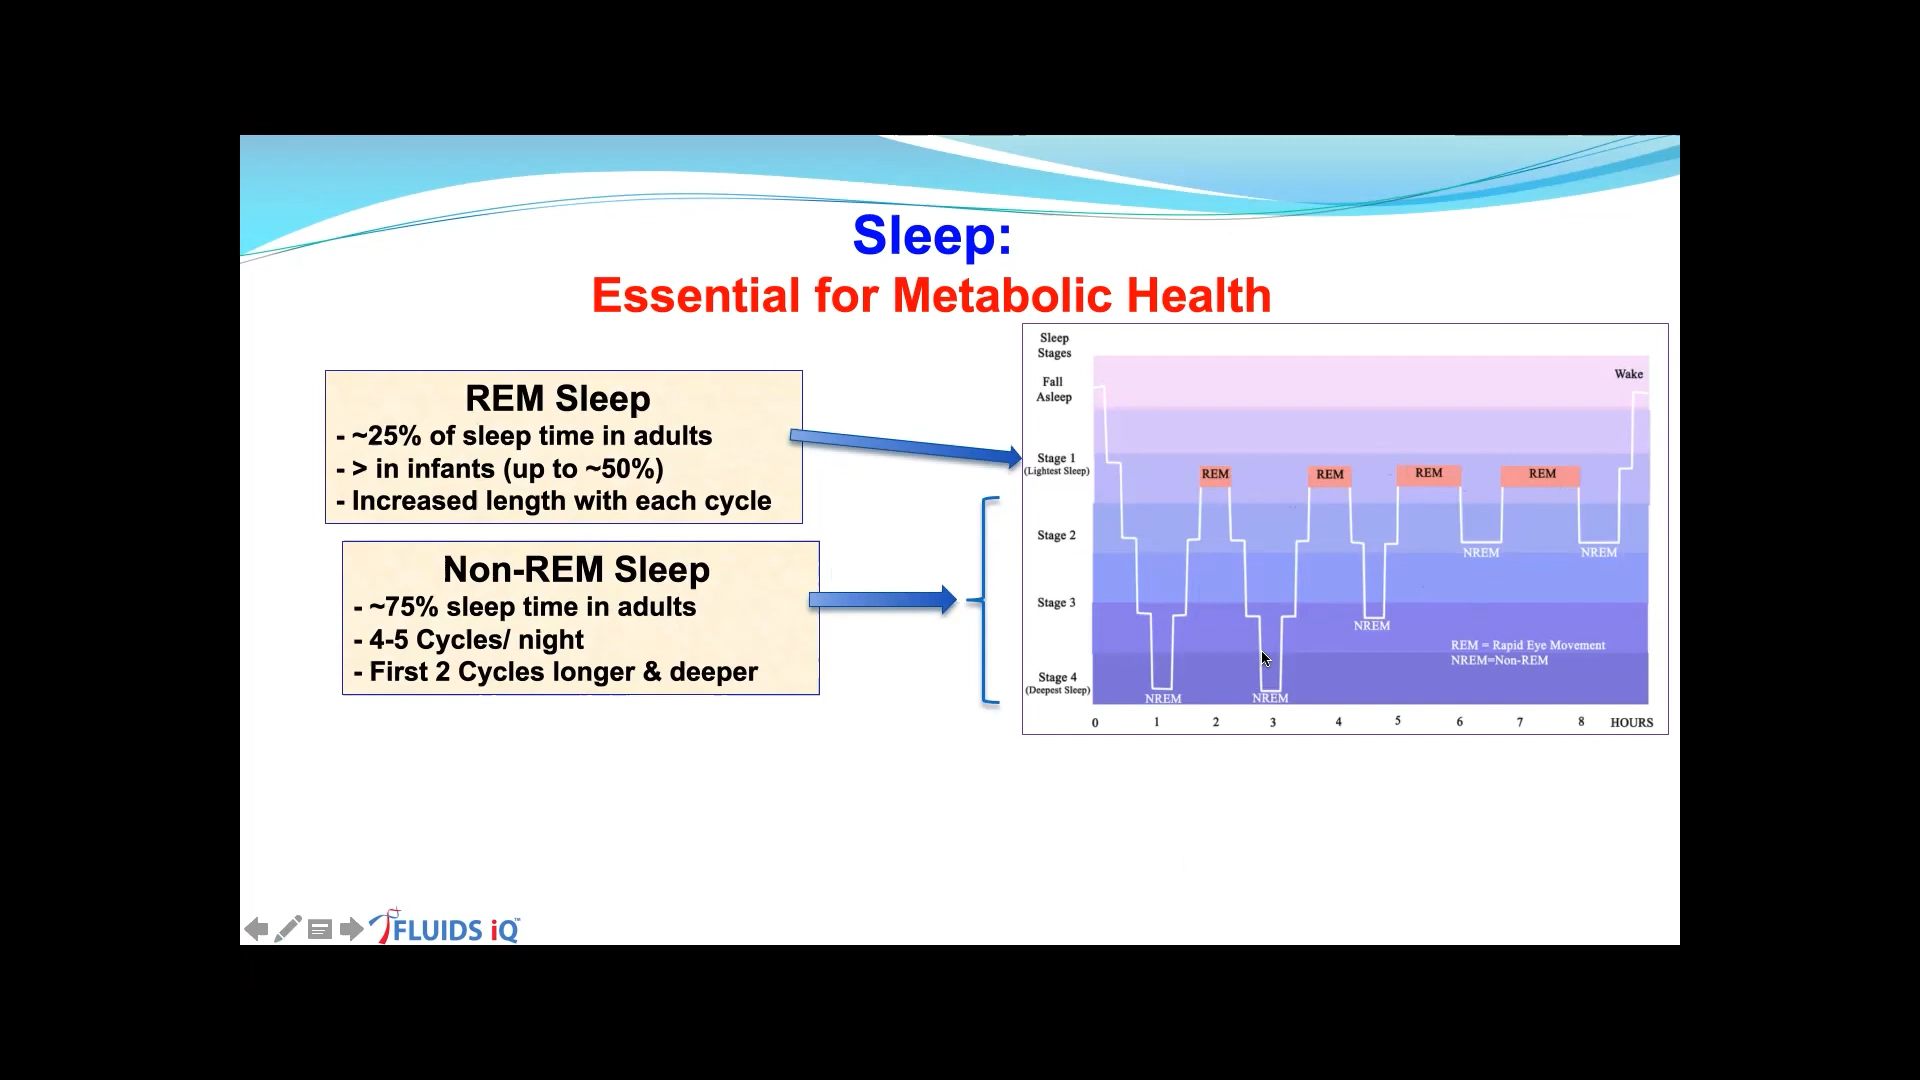 Sleep:
Essential for Metabolic Health
REM Sleep
- ~25% of sleep time in adults
- > in infants (up to ~50%)
- Increased length with each cycle
Non-REM Sleep
- ~75% sleep time in adults
- 4-5 Cycles/ night
- First 2 Cycles longer & deeper
Sleep
Stages
Fall
Asleep
Wake
Stage 1
(Lightest Sleep)
REM REM REM REM
Stage 2
NREM NREM
Stage 3
NREM
REM = Rapid Eye Movement
NREM=Non-REM
Stage 4
(Deepest Sleep)
NREM NREM
0 1 2 3 4 5 6 7 8 HOURS
FLUIDS iQ™